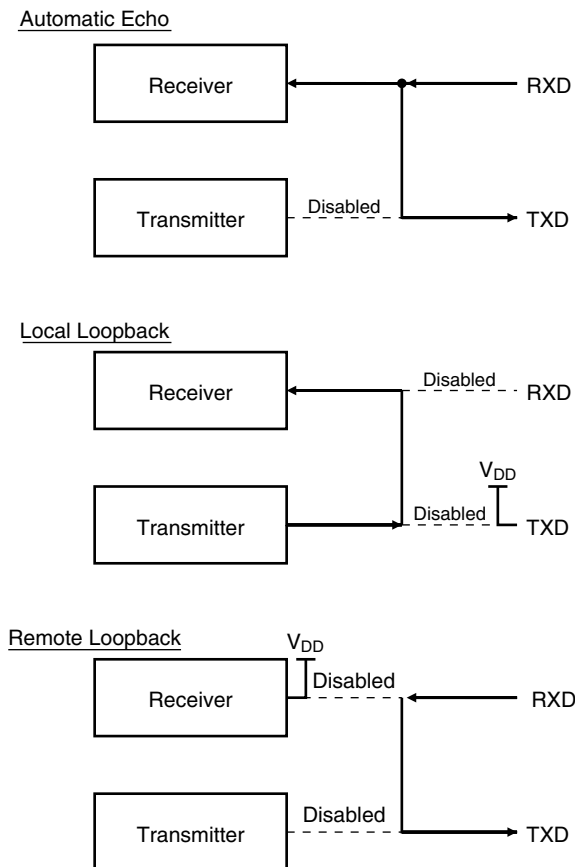 Automatic Echo
Receiver
RXD
Transmitter
Disabled
TXD
Local Loopback
Receiver
Disabled
RXD
VDD
Transmitter
Disabled
TXD
Remote Loopback
VDD
Receiver
Disabled
RXD
Transmitter
Disabled
TXD